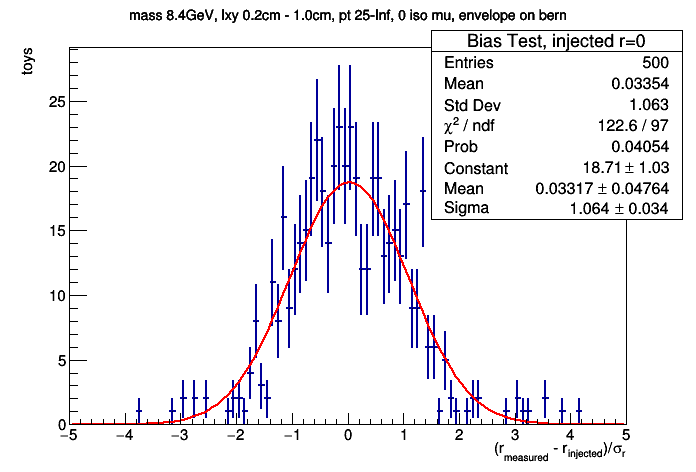 mass 8.4GeV, lxy 0.2cm - 1.0cm, pt 25-Inf, 0 iso mu, envelope on bern
Bias Test, injected r=0
Entries 500
Mean 0.03354
Std Dev 1.063
χ² / ndf 122.6 / 97
Prob 0.04054
Constant 18.71 ± 1.03
Mean 0.03317 ± 0.04764
Sigma 1.064 ± 0.034
toys
25
20
15
10
5
0
−5 −4 −3 −2 −1 0 1 2 3 4 5
(r_measured - r_injected)/σ_r